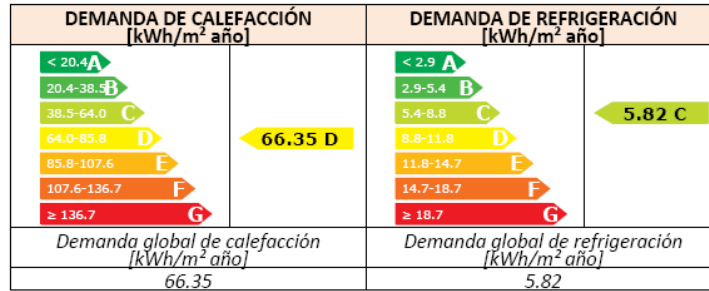 DEMANDA DE CALEFACCIÓN
[kWh/m² año]
< 20.4 A
20.4-38.5 B
38.5-64.0 C
64.0-85.8 D
85.8-107.6 E
107.6-136.7 F
≥ 136.7 G
66.35 D
Demanda global de calefacción
[kWh/m² año]
66.35
DEMANDA DE REFRIGERACIÓN
[kWh/m² año]
< 2.9 A
2.9-5.4 B
5.4-8.8 C
8.8-11.8 D
11.8-14.7 E
14.7-18.7 F
≥ 18.7 G
5.82 C
Demanda global de refrigeración
[kWh/m² año]
5.82